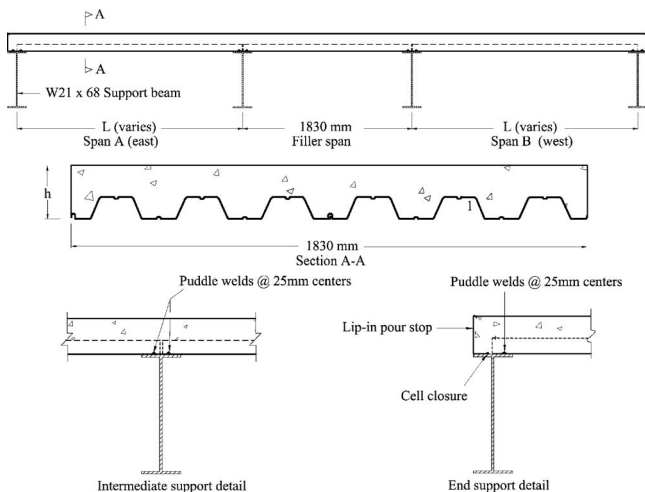 A
A
W21 x 68 Support beam
L (varies)
Span A (east)
1830 mm
Filler span
L (varies)
Span B (west)
h
1
1830 mm
Section A-A
Puddle welds @ 25mm centers
Puddle welds @ 25mm centers
Lip-in pour stop
Cell closure
Intermediate support detail
End support detail